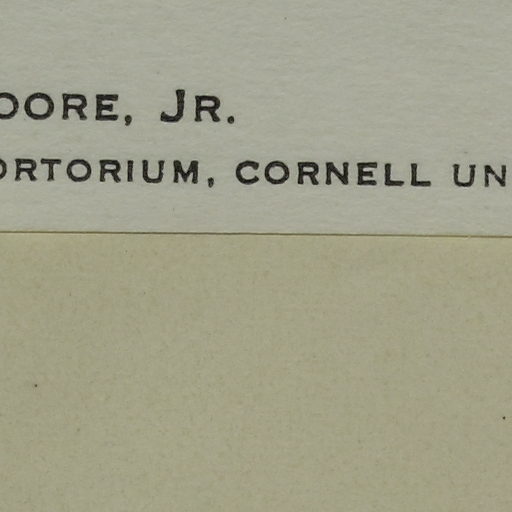 OORE, JR.
ORTORIUM, CORNELL UN